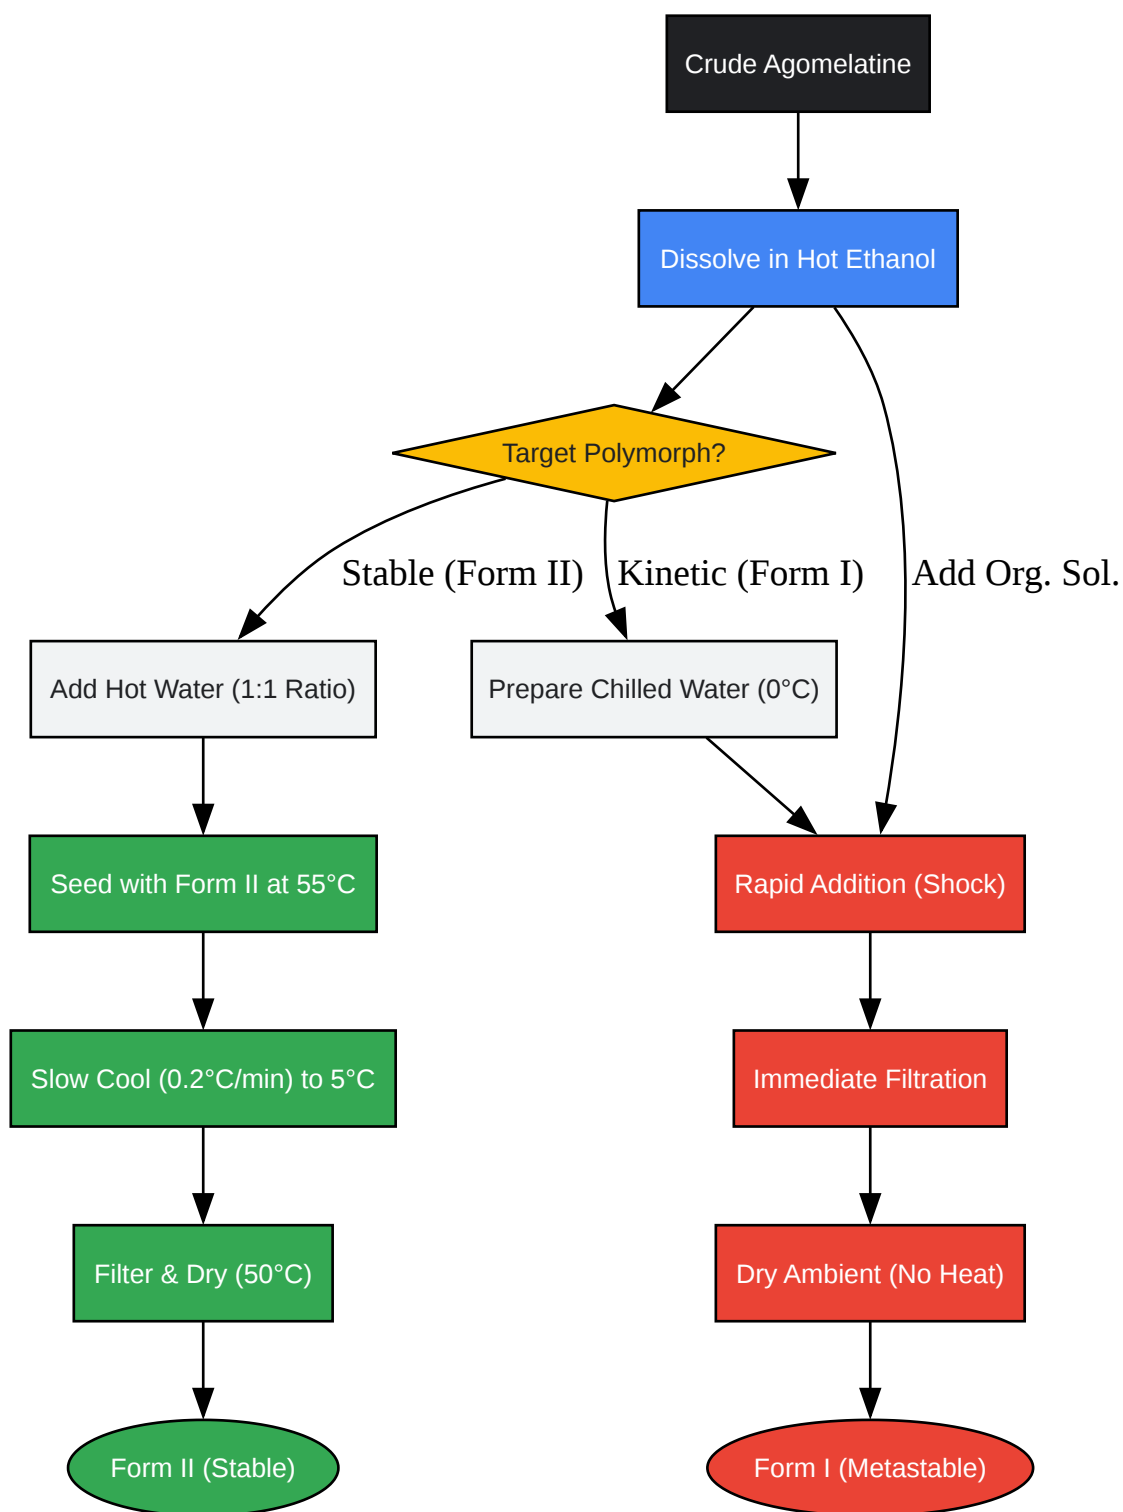 Crude Agomelatine
Dissolve in Hot Ethanol
Target Polymorph?
Stable (Form II)
Kinetic (Form I)
Add Org. Sol.
Add Hot Water (1:1 Ratio)
Prepare Chilled Water (0°C)
Seed with Form II at 55°C
Rapid Addition (Shock)
Slow Cool (0.2°C/min) to 5°C
Immediate Filtration
Filter & Dry (50°C)
Dry Ambient (No Heat)
Form II (Stable)
Form I (Metastable)